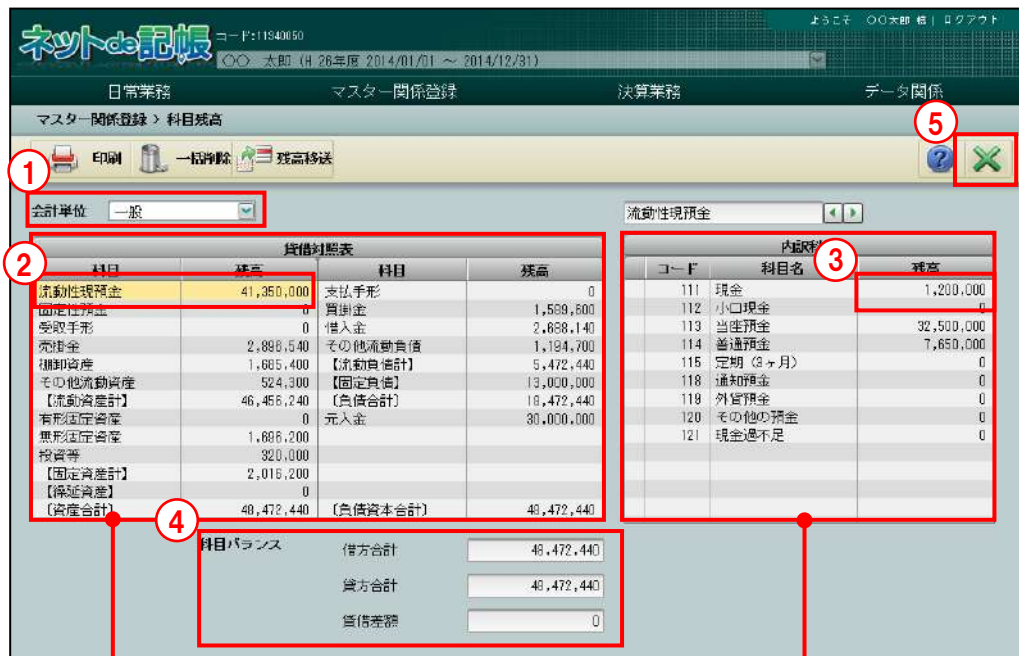 ようこそ 〇〇太郎 様 | ログアウト
ネットde記帳 コード:11340050
〇〇 太郎 (H 26年度 2014/01/01 ～ 2014/12/31)
日常業務 マスター関係登録 決算業務 データ関係
マスター関係登録 > 科目残高
⑤
印刷 一括削除 残高移送 ?
①
会計単位 一般 流動性現預金
② 貸借対照表
科目 残高 科目 残高
流動性現預金 41,350,000 支払手形 0
固定性預金 0 買掛金 1,589,600
受取手形 0 借入金 2,688,140
売掛金 2,896,540 その他流動負債 1,194,700
棚卸資産 1,685,400 【流動負債計】 5,472,440
その他流動資産 524,300 【固定負債】 13,000,000
【流動資産計】 46,456,240 〔負債合計〕 18,472,440
有形固定資産 0 元入金 30,000,000
無形固定資産 1,696,200
投資等 320,000
【固定資産計】 2,016,200
【繰延資産】 0
〔資産合計〕 48,472,440 〔負債資本合計〕 48,472,440
③ 内訳科
コード 科目名 残高
111 現金 1,200,000
112 小口現金 0
113 当座預金 32,500,000
114 普通預金 7,650,000
115 定期（3ヶ月） 0
118 通知預金 0
119 外貨預金 0
120 その他の預金 0
121 現金過不足 0
④
科目バランス 借方合計 48,472,440
貸方合計 48,472,440
貸借差額 0